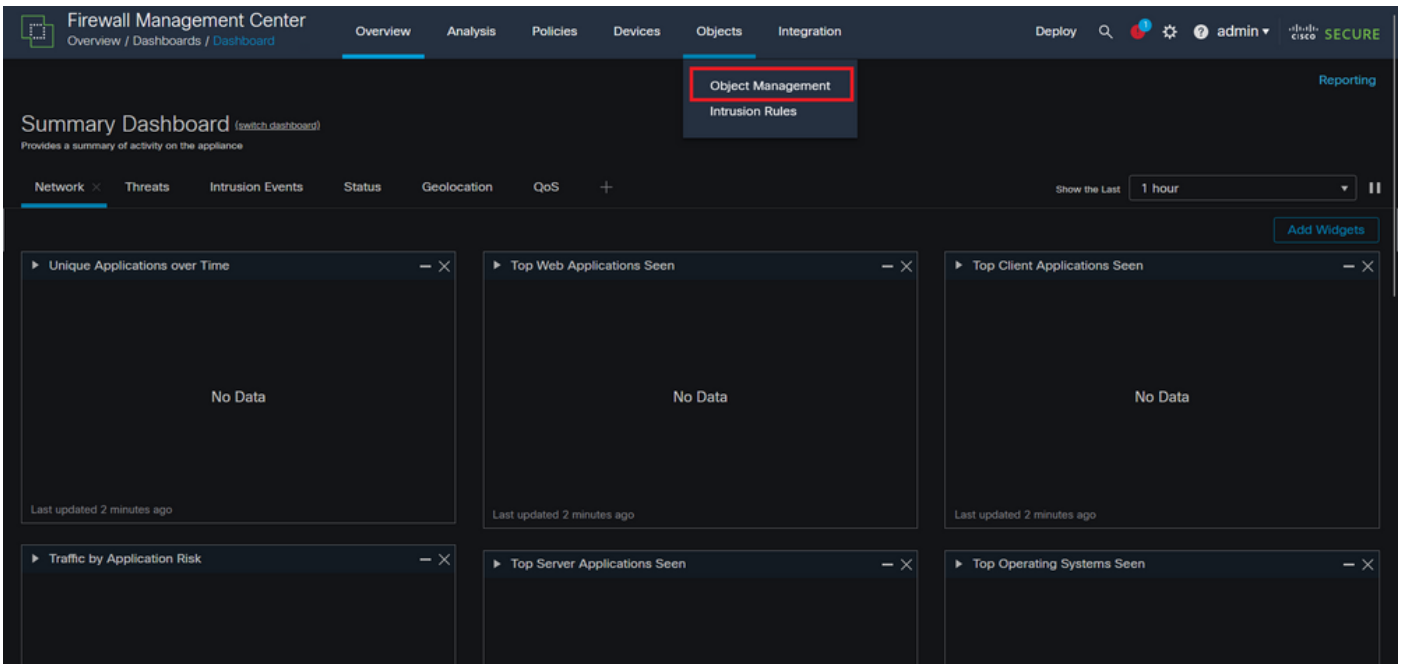 Firewall Management Center
Overview / Dashboards / Dashboard
Overview Analysis Policies Devices Objects Integration
Deploy 1 admin cisco SECURE
Object Management
Intrusion Rules
Reporting
Summary Dashboard (switch dashboard)
Provides a summary of activity on the appliance
Network Threats Intrusion Events Status Geolocation QoS +
Show the Last 1 hour
Add Widgets
Unique Applications over Time
No Data
Last updated 2 minutes ago
Top Web Applications Seen
No Data
Last updated 2 minutes ago
Top Client Applications Seen
No Data
Last updated 2 minutes ago
Traffic by Application Risk
Top Server Applications Seen
Top Operating Systems Seen